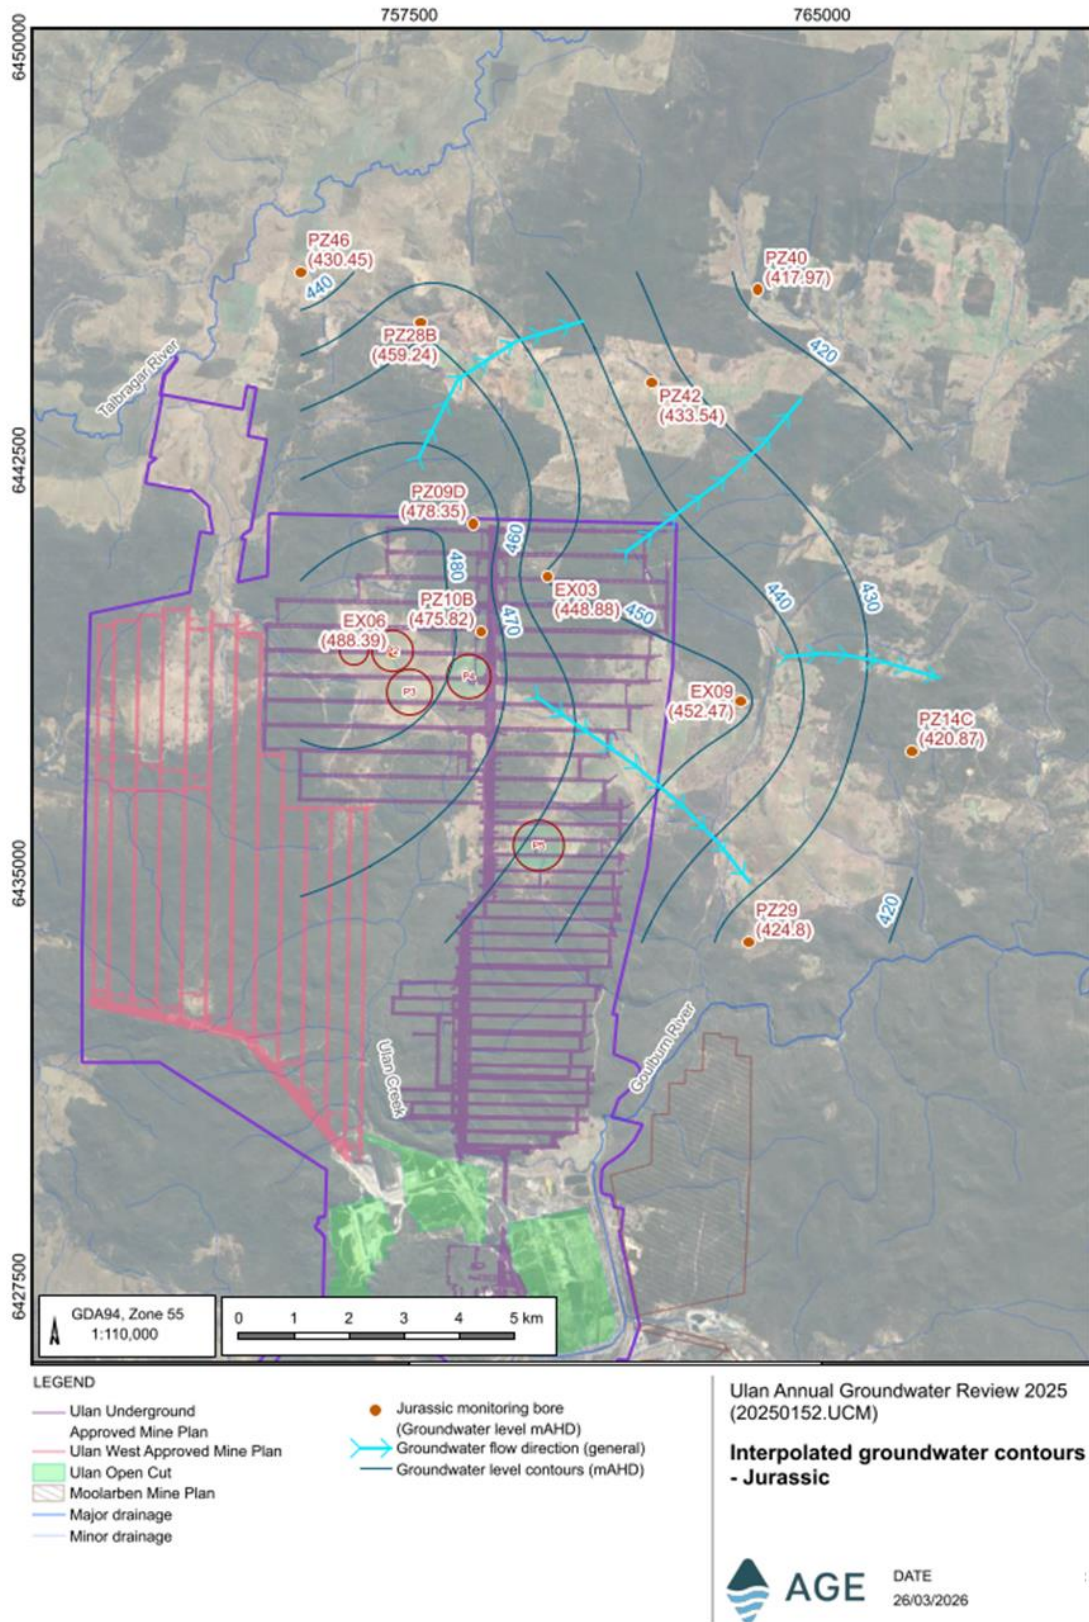 757500
765000
6450000
6442500
6435000
6427500
PZ46
(430.45)
440
PZ40
(417.97)
PZ28B
(459.24)
420
Talbragar River
PZ42
(433.54)
PZ09D
(478.35)
460
480
EX03
(448.88)
PZ10B
(475.82)
470
450
440
430
EX06
(488.39)
P3
P4
EX09
(452.47)
PZ14C
(420.87)
P5
PZ29
(424.8)
420
Goulburn River
Ulan Creek
GDA94, Zone 55
1:110,000
0 1 2 3 4 5 km
LEGEND
Ulan Underground
Approved Mine Plan
Ulan West Approved Mine Plan
Ulan Open Cut
Moolarben Mine Plan
Major drainage
Minor drainage
Jurassic monitoring bore
(Groundwater level mAHD)
Groundwater flow direction (general)
Groundwater level contours (mAHD)
Ulan Annual Groundwater Review 2025
(20250152.UCM)
Interpolated groundwater contours
- Jurassic
AGE
DATE
26/03/2026